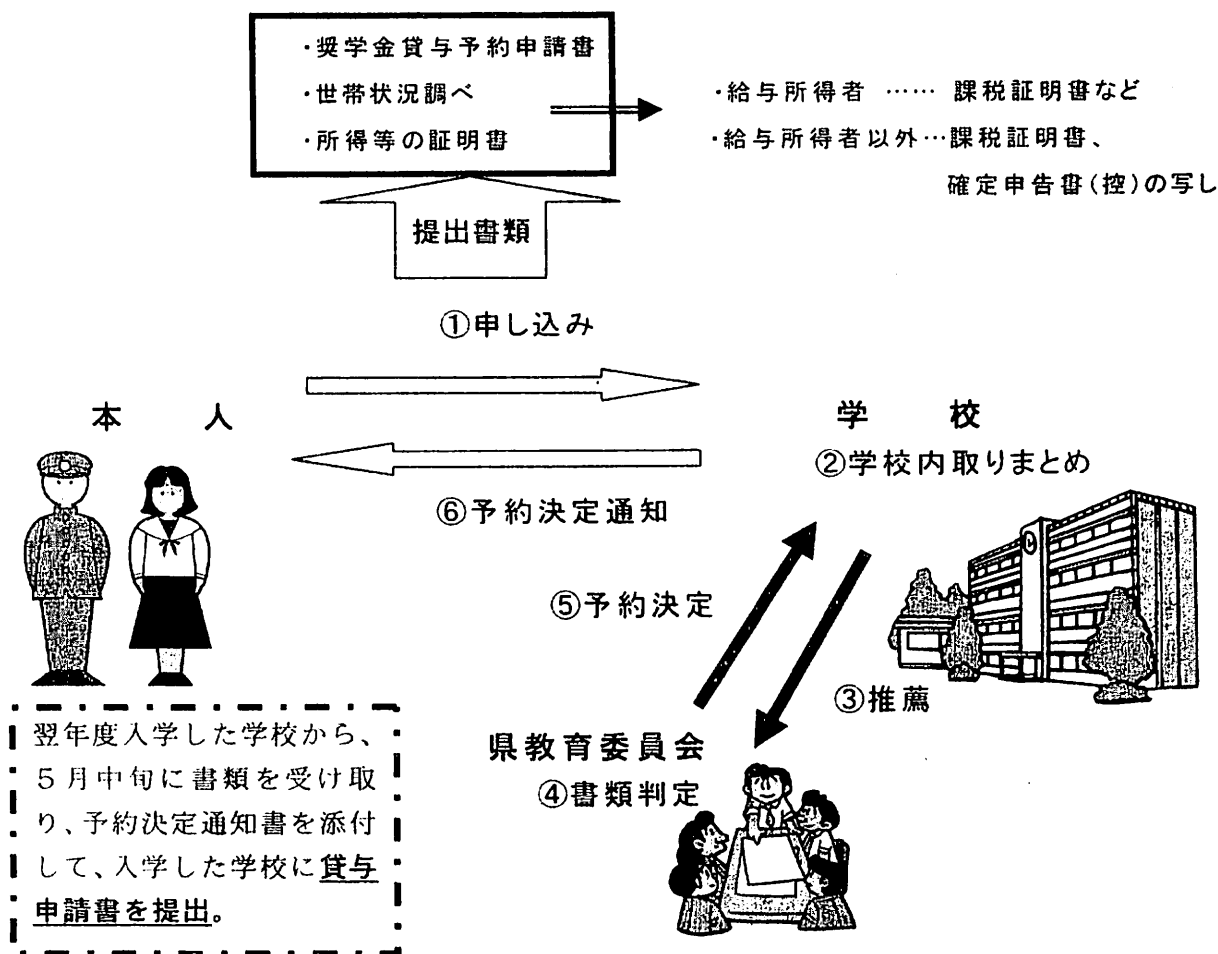 ・奨学金貸与予約申請書
・世帯状況調べ
・所得等の証明書
・給与所得者 …… 課税証明書など
・給与所得者以外…課税証明書、
確定申告書(控)の写し
提出書類
①申し込み
本　人
学　校
②学校内取りまとめ
⑥予約決定通知
⑤予約決定
③推薦
県教育委員会
④書類判定
翌年度入学した学校から、
５月中旬に書類を受け取
り、予約決定通知書を添付
して、入学した学校に貸与
申請書を提出。